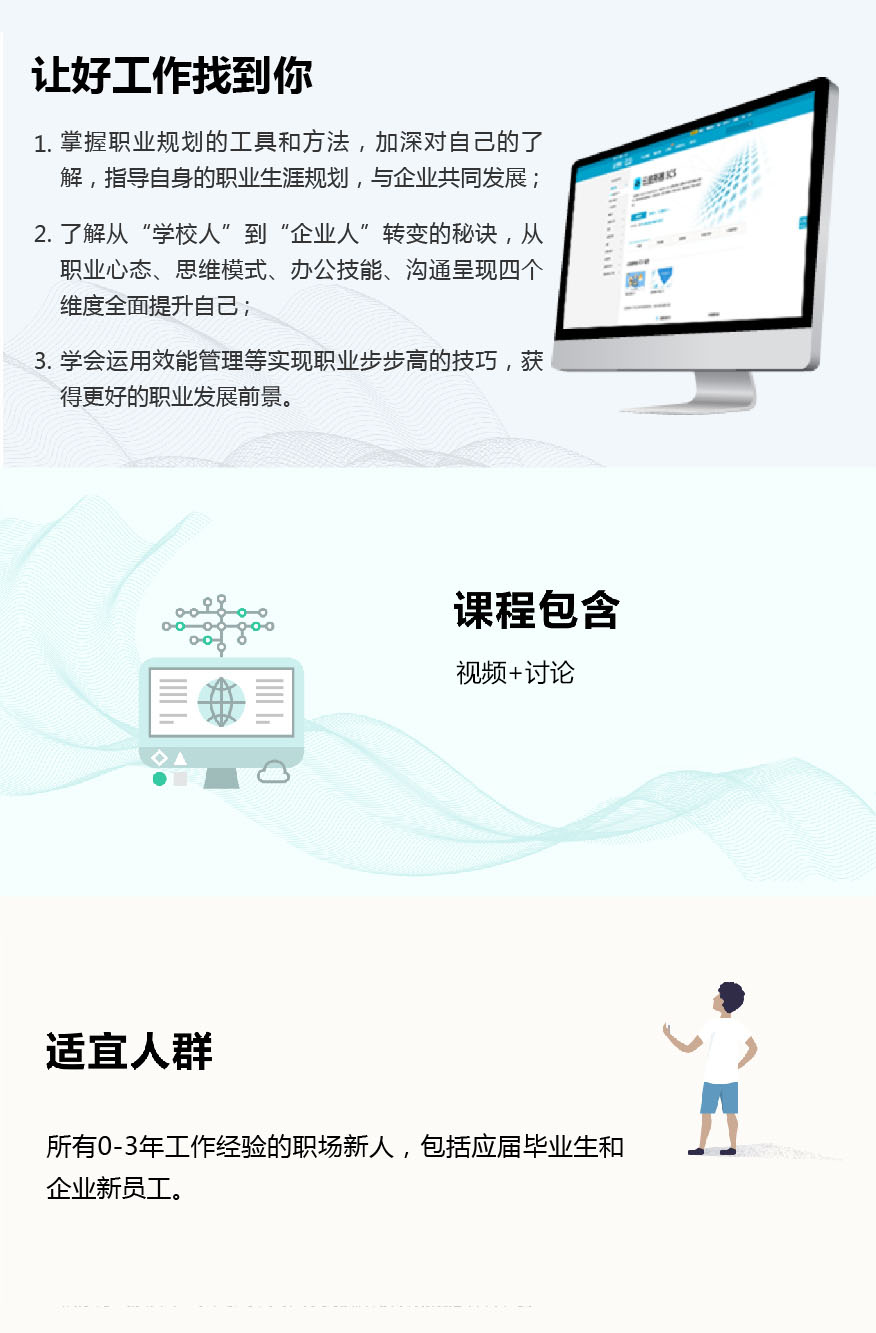 让好工作找到你
1. 掌握职业规划的工具和方法，加深对自己的了
解，指导自身的职业生涯规划，与企业共同发展；
2. 了解从“学校人”到“企业人”转变的秘诀，从
职业心态、思维模式、办公技能、沟通呈现四个
维度全面提升自己；
3. 学会运用效能管理等实现职业步步高的技巧，获
得更好的职业发展前景。
课程包含
视频+讨论
适宜人群
所有0-3年工作经验的职场新人，包括应届毕业生和
企业新员工。